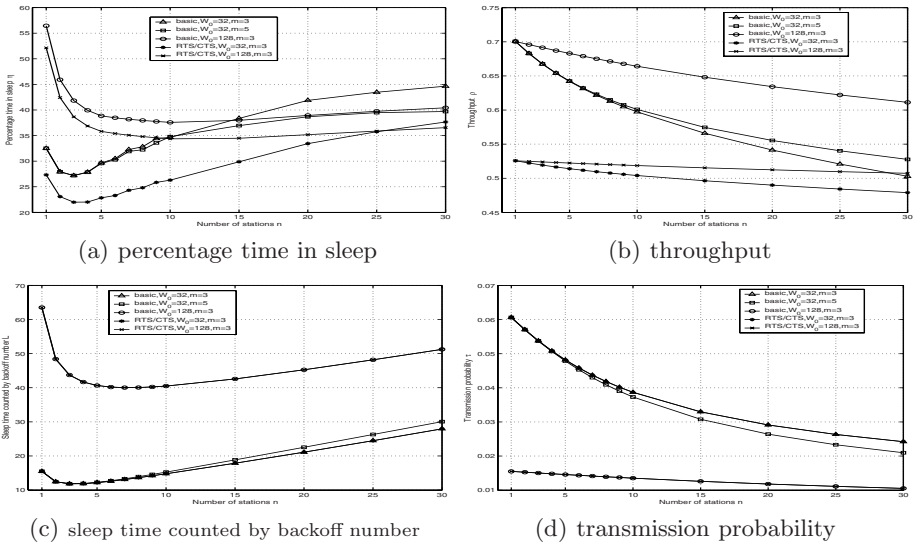 60
55
50
45
40
35
30
25
20
1 5 10 15 20 25 30
Percentage time in sleep η
Number of stations n
basic,W₀=32,m=3
basic,W₀=32,m=5
basic,W₀=128,m=3
RTS/CTS,W₀=32,m=3
RTS/CTS,W₀=128,m=3
(a) percentage time in sleep
0.75
0.7
0.65
0.6
0.55
0.5
0.45
1 5 10 15 20 25 30
Throughput ρ
Number of stations n
basic,W₀=32,m=3
basic,W₀=32,m=5
basic,W₀=128,m=3
RTS/CTS,W₀=32,m=3
RTS/CTS,W₀=128,m=3
(b) throughput
70
60
50
40
30
20
10
1 5 10 15 20 25 30
Sleep time counted by backoff number L
Number of stations n
basic,W₀=32,m=3
basic,W₀=32,m=5
basic,W₀=128,m=3
RTS/CTS,W₀=32,m=3
RTS/CTS,W₀=128,m=3
(c) sleep time counted by backoff number
0.07
0.06
0.05
0.04
0.03
0.02
0.01
1 5 10 15 20 25 30
Transmission probability τ
Number of stations n
basic,W₀=32,m=3
basic,W₀=32,m=5
basic,W₀=128,m=3
RTS/CTS,W₀=32,m=3
RTS/CTS,W₀=128,m=3
(d) transmission probability